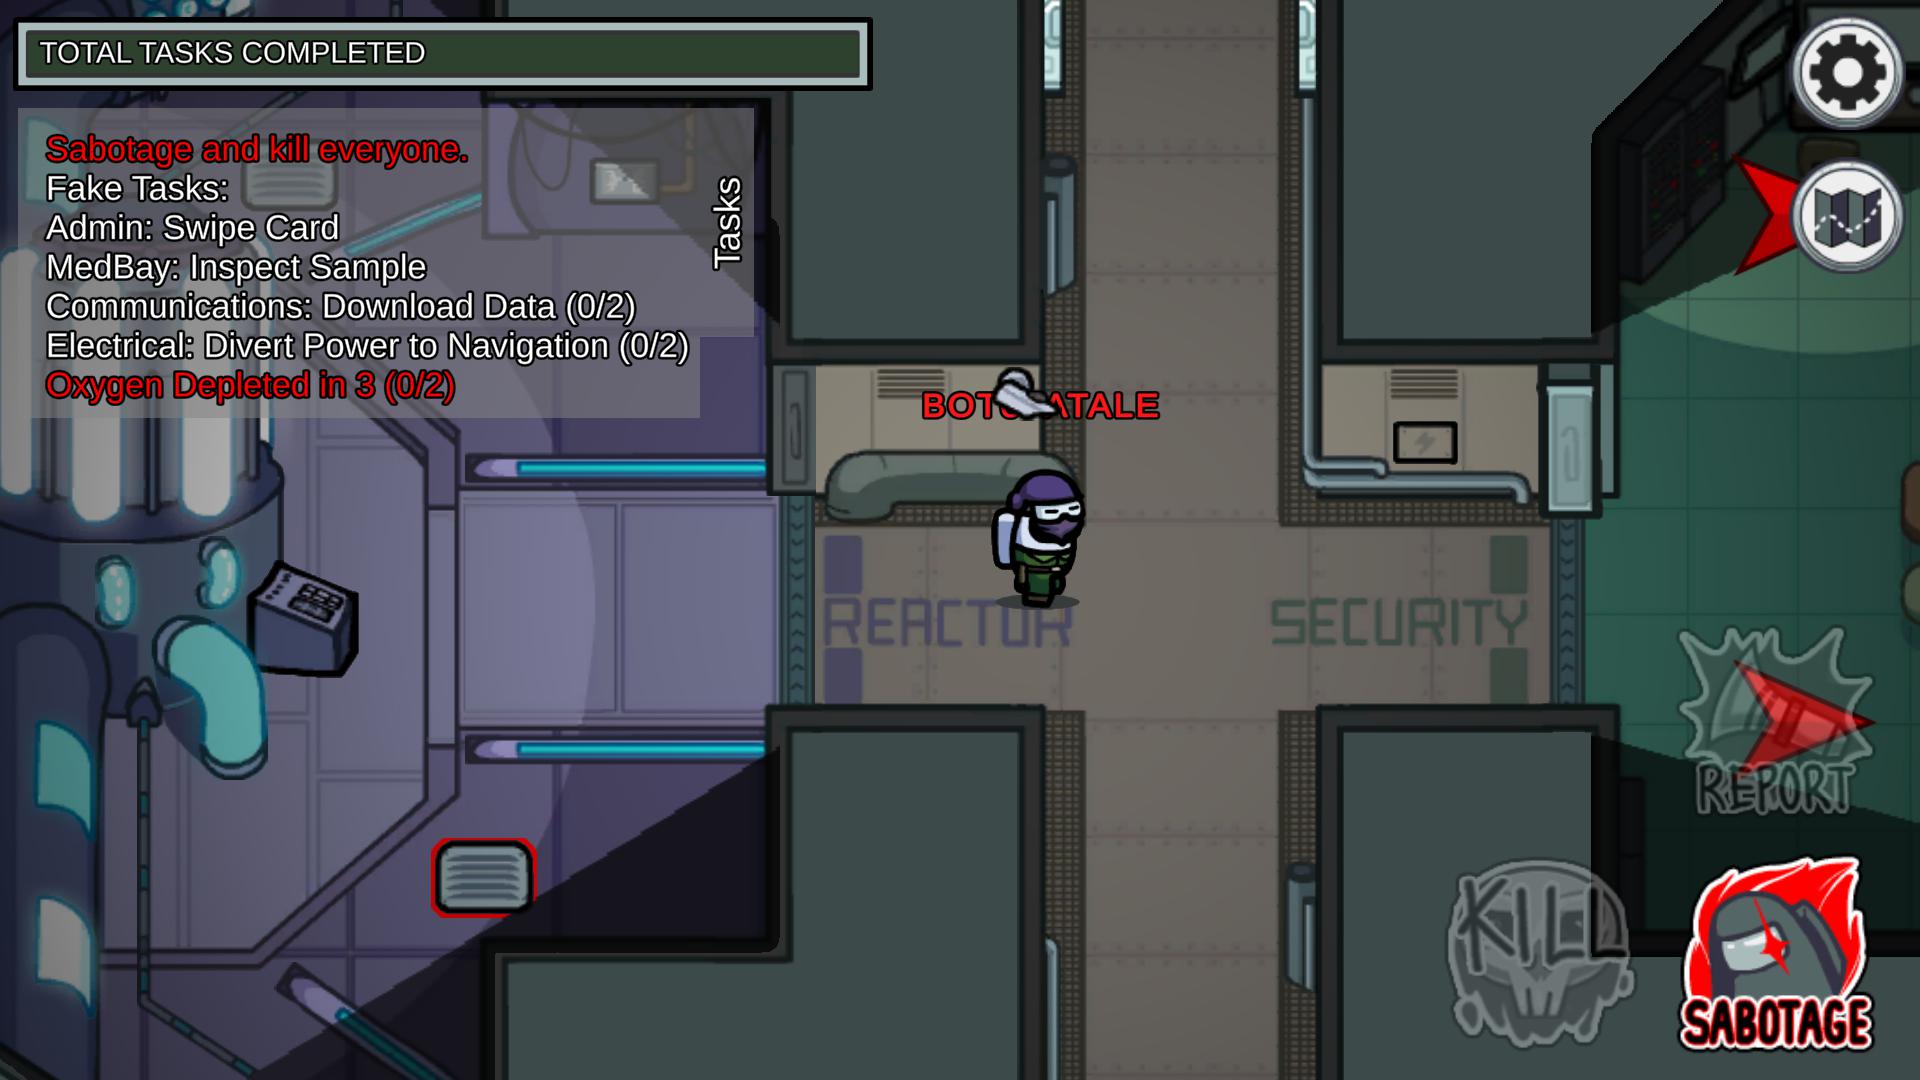 TOTAL TASKS COMPLETED
Sabotage and kill everyone.
Fake Tasks:
Admin: Swipe Card
MedBay: Inspect Sample
Communications: Download Data (0/2)
Electrical: Divert Power to Navigation (0/2)
Oxygen Depleted in 3 (0/2)
Tasks
REACTOR
SECURITY
REPORT
KILL
SABOTAGE